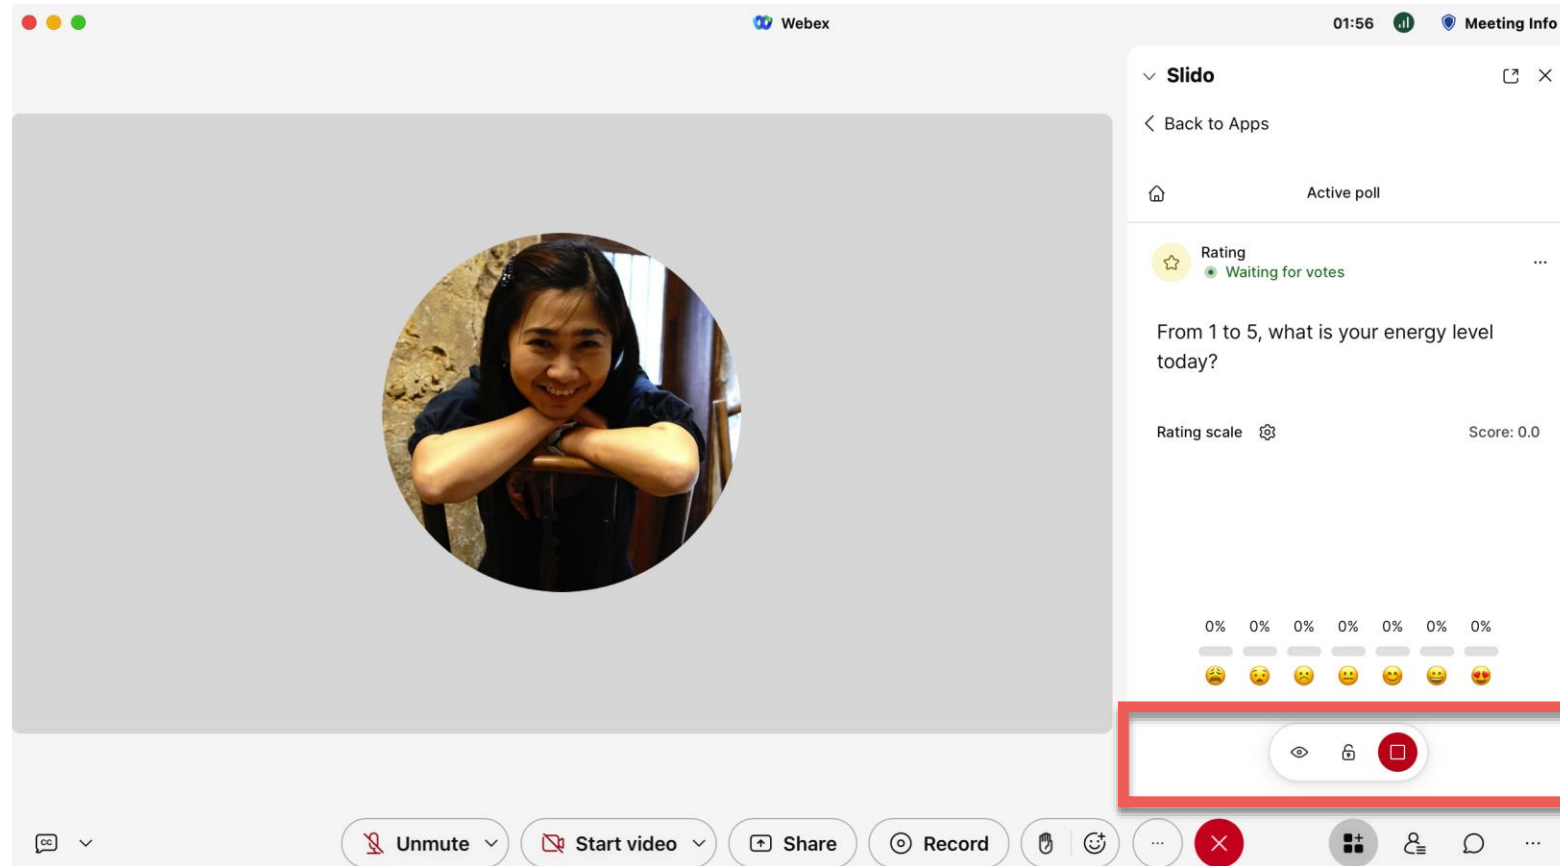 Webex
01:56
Meeting Info
Slido
Back to Apps
Active poll
Rating
Waiting for votes
From 1 to 5, what is your energy level
today?
Rating scale
Score: 0.0
0% 0% 0% 0% 0% 0% 0%
CC
Unmute
Start video
Share
Record